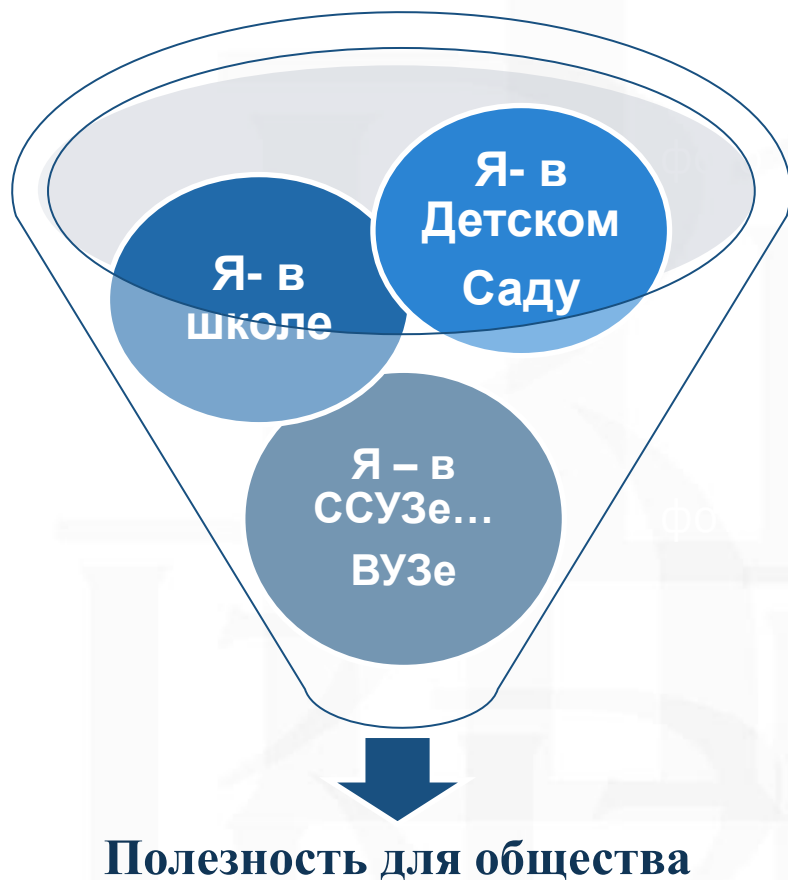 Я- в
Детском
Саду
Я- в
школе
Я – в
ССУЗе...
ВУЗе
Полезность для общества